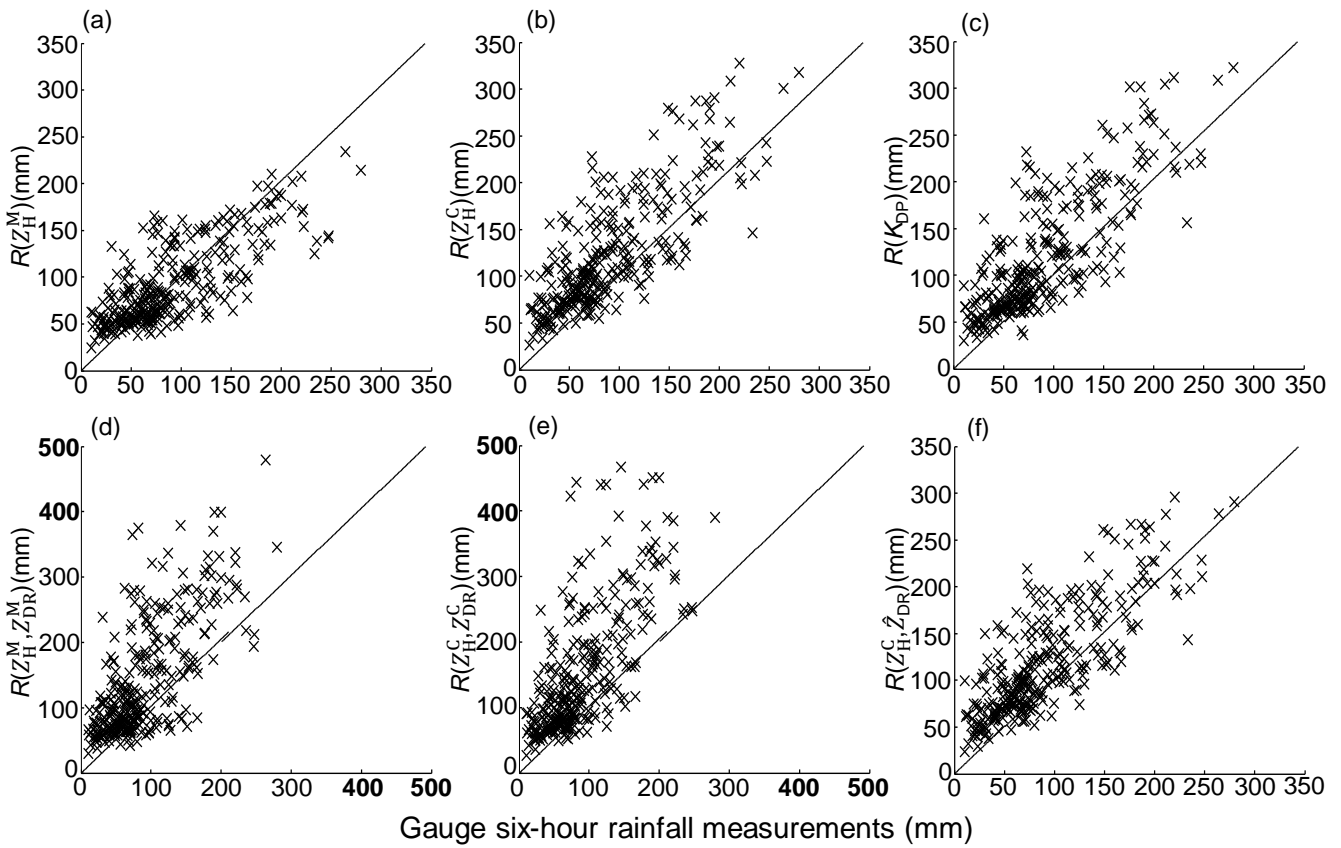 (a) (b) (c)
R(Z_H^M)(mm)
350
300
250
200
150
100
50
0
0 50 100 150 200 250 300 350
R(Z_H^C)(mm)
350
300
250
200
150
100
50
0
0 50 100 150 200 250 300 350
R(K_DP)(mm)
350
300
250
200
150
100
50
0
0 50 100 150 200 250 300 350
(d) (e) (f)
R(Z_H^M,Z_DR^M)(mm)
500
400
300
200
100
0
0 100 200 300 400 500
R(Z_H^C,Z_DR^C)(mm)
500
400
300
200
100
0
0 100 200 300 400 500
R(Z_H^C,Ẑ_DR)(mm)
350
300
250
200
150
100
50
0
0 50 100 150 200 250 300 350
Gauge six-hour rainfall measurements (mm)